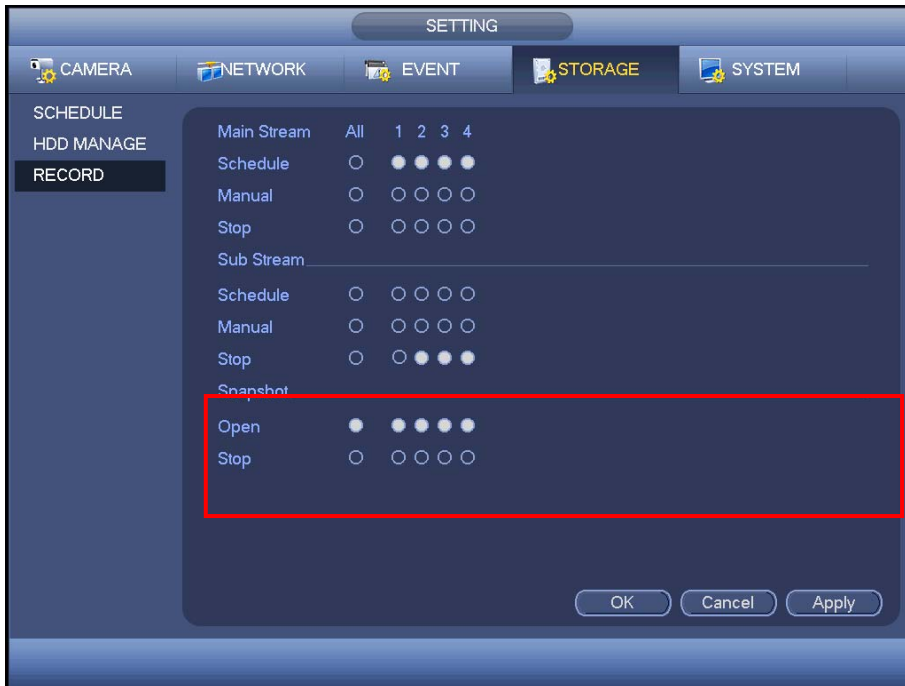 SETTING
CAMERA NETWORK EVENT STORAGE SYSTEM
SCHEDULE
HDD MANAGE
RECORD
Main Stream All 1 2 3 4
Schedule
Manual
Stop
Sub Stream
Schedule
Manual
Stop
Snapshot
Open
Stop
OK Cancel Apply